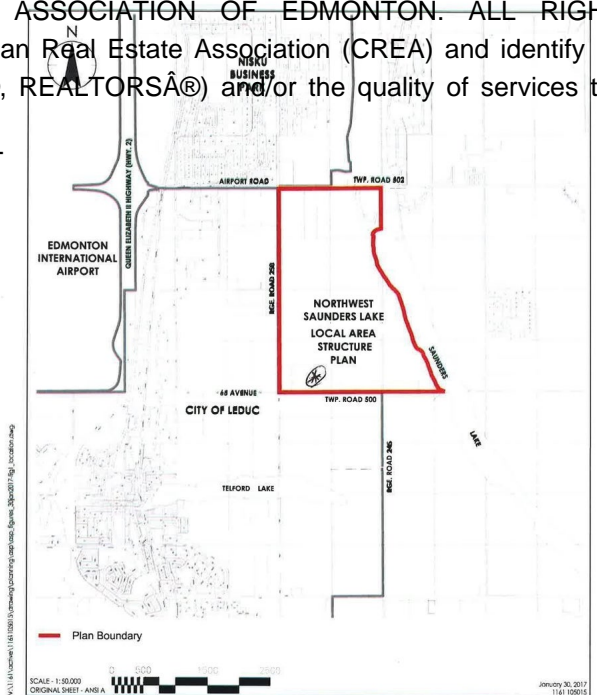 ASSOCIATION OF EDMONTON. ALL RIGH
an Real Estate Association (CREA) and identify
, REALTORSÂ®) and/or the quality of services t
N
NISKU
BUSINESS
PARK
QUEEN ELIZABETH II HIGHWAY (HWY. 2)
AIRPORT ROAD
TWP. ROAD 502
EDMONTON
INTERNATIONAL
AIRPORT
RGE. ROAD 250
NORTHWEST
SAUNDERS LAKE
LOCAL AREA
STRUCTURE
PLAN
SAUNDERS
LAKE
65 AVENUE
CITY OF LEDUC
TWP. ROAD 500
RGE. ROAD 245
TELFORD LAKE
Plan Boundary
0 500 1500 2500
SCALE - 1:50,000
ORIGINAL SHEET - ANSI A
January 30, 2017
1161 105015